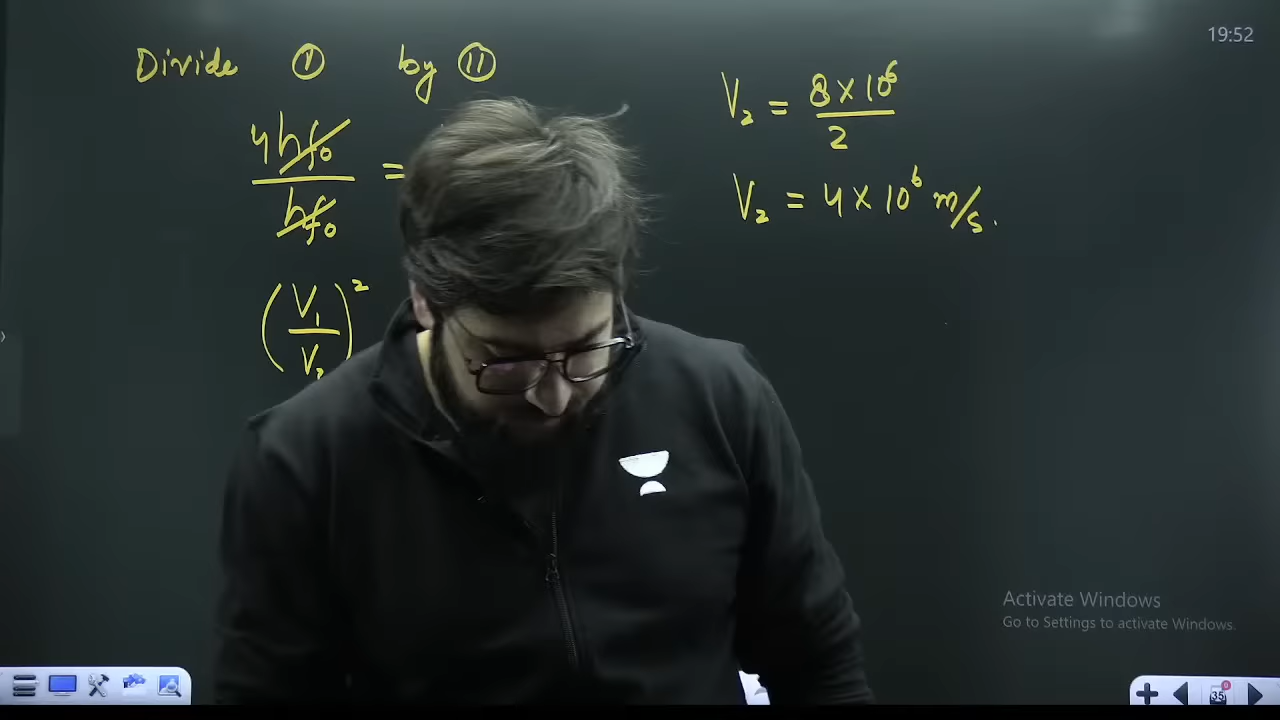 19:52
Divide ① by ⑪
4hf₀
hf₀
=
(V₁
V₂)²
V₂ = 8 × 10⁶
2
V₂ = 4 × 10⁶ m/s.
Activate Windows
Go to Settings to activate Windows.
35